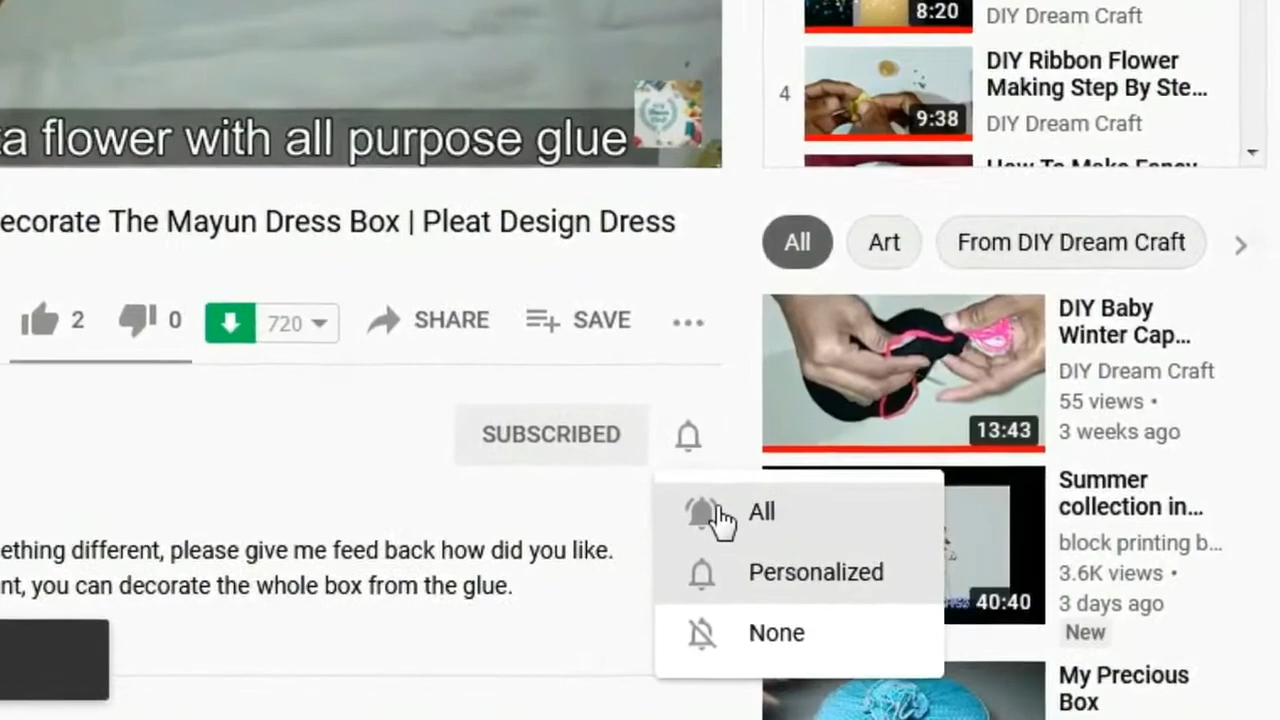 8:20
DIY Dream Craft
4
DIY Ribbon Flower
Making Step By Ste...
9:38
DIY Dream Craft
How To Make Fancy
ta flower with all purpose glue
ecorate The Mayun Dress Box | Pleat Design Dress
All
Art
From DIY Dream Craft
2
0
720
SHARE
SAVE
DIY Baby
Winter Cap...
DIY Dream Craft
55 views •
3 weeks ago
13:43
SUBSCRIBED
All
Personalized
None
Summer
collection in...
block printing b...
3.6K views •
3 days ago
New
40:40
ething different, please give me feed back how did you like.
nt, you can decorate the whole box from the glue.
My Precious
Box